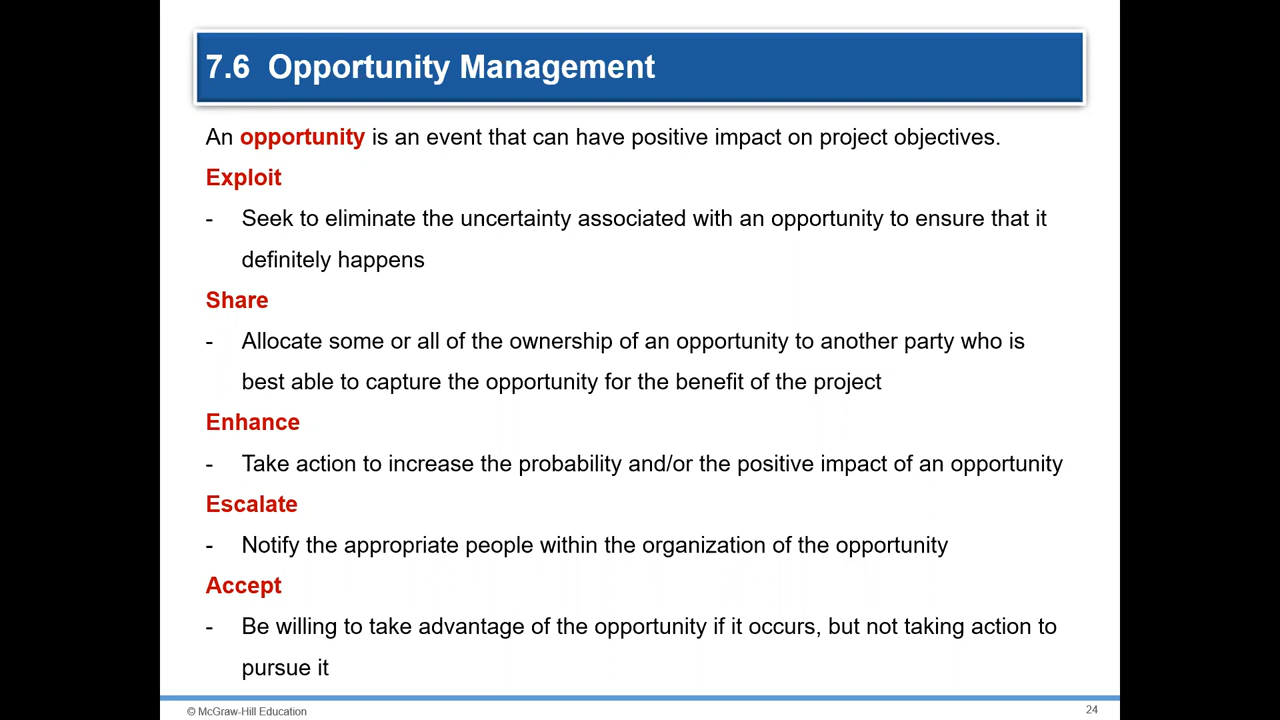 7.6 Opportunity Management
An opportunity is an event that can have positive impact on project objectives.
Exploit
- Seek to eliminate the uncertainty associated with an opportunity to ensure that it
definitely happens
Share
- Allocate some or all of the ownership of an opportunity to another party who is
best able to capture the opportunity for the benefit of the project
Enhance
- Take action to increase the probability and/or the positive impact of an opportunity
Escalate
- Notify the appropriate people within the organization of the opportunity
Accept
- Be willing to take advantage of the opportunity if it occurs, but not taking action to
pursue it
© McGraw-Hill Education
24